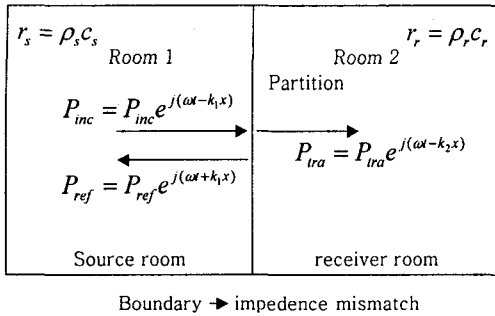 r_s = ρ_s c_s
r_r = ρ_r c_r
Room 1
Room 2
Partition
P_inc = P_inc e^{j(ωt−k_1x)}
P_tra = P_tra e^{j(ωt−k_2x)}
P_ref = P_ref e^{j(ωt+k_1x)}
Source room
receiver room
Boundary → impedence mismatch